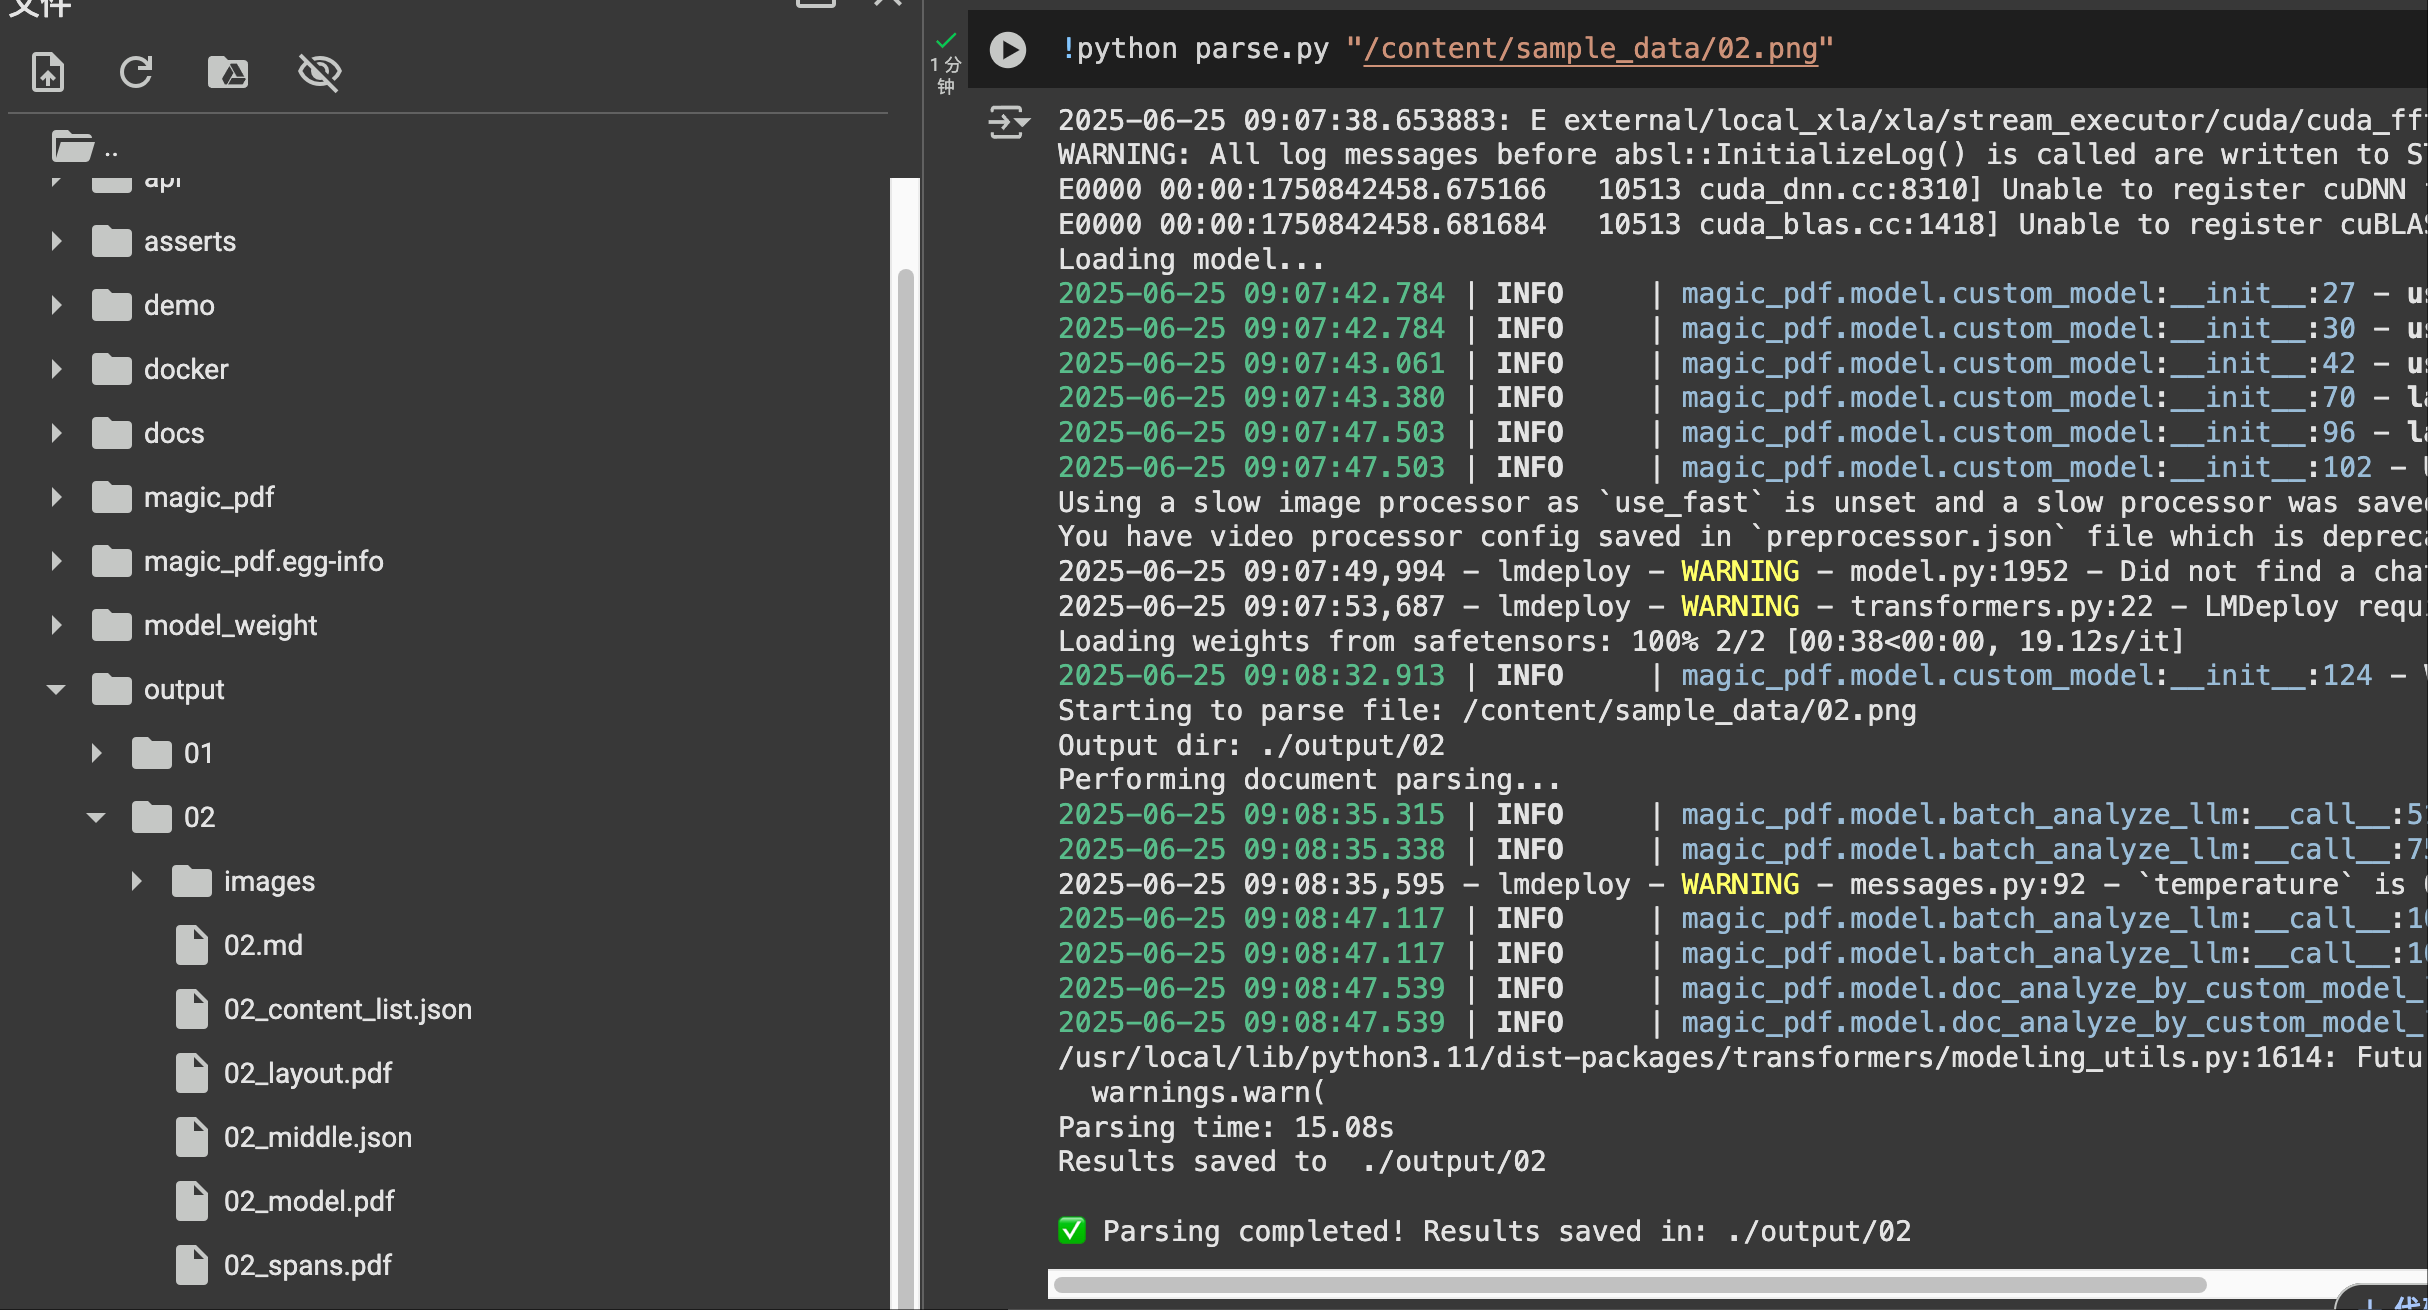 文件
..
api
asserts
demo
docker
docs
magic_pdf
magic_pdf.egg-info
model_weight
output
01
02
images
02.md
02_content_list.json
02_layout.pdf
02_middle.json
02_model.pdf
02_spans.pdf
1 分
钟
!python parse.py "/content/sample_data/02.png"
2025-06-25 09:07:38.653883: E external/local_xla/xla/stream_executor/cuda/cuda_fft
WARNING: All log messages before absl::InitializeLog() is called are written to
E0000 00:00:1750842458.675166   10513 cuda_dnn.cc:8310] Unable to register cuDNN
E0000 00:00:1750842458.681684   10513 cuda_blas.cc:1418] Unable to register cuBLAS
Loading model...
2025-06-25 09:07:42.784 | INFO     | magic_pdf.model.custom_model:__init__:27 -
2025-06-25 09:07:42.784 | INFO     | magic_pdf.model.custom_model:__init__:30 -
2025-06-25 09:07:43.061 | INFO     | magic_pdf.model.custom_model:__init__:42 -
2025-06-25 09:07:43.380 | INFO     | magic_pdf.model.custom_model:__init__:70 -
2025-06-25 09:07:47.503 | INFO     | magic_pdf.model.custom_model:__init__:96 -
2025-06-25 09:07:47.503 | INFO     | magic_pdf.model.custom_model:__init__:102 -
Using a slow image processor as `use_fast` is unset and a slow processor was saved
You have video processor config saved in `preprocessor.json` file which is
2025-06-25 09:07:49,994 - lmdeploy - WARNING - model.py:1952 - Did not find a
2025-06-25 09:07:53,687 - lmdeploy - WARNING - transformers.py:22 - LMDeploy
Loading weights from safetensors: 100% 2/2 [00:38<00:00, 19.12s/it]
2025-06-25 09:08:32.913 | INFO     | magic_pdf.model.custom_model:__init__:124 -
Starting to parse file: /content/sample_data/02.png
Output dir: ./output/02
Performing document parsing...
2025-06-25 09:08:35.315 | INFO     | magic_pdf.model.batch_analyze_llm:__call__:
2025-06-25 09:08:35.338 | INFO     | magic_pdf.model.batch_analyze_llm:__call__:
2025-06-25 09:08:35,595 - lmdeploy - WARNING - messages.py:92 - `temperature` is
2025-06-25 09:08:47.117 | INFO     | magic_pdf.model.batch_analyze_llm:__call__:
2025-06-25 09:08:47.117 | INFO     | magic_pdf.model.batch_analyze_llm:__call__:
2025-06-25 09:08:47.539 | INFO     | magic_pdf.model.doc_analyze_by_custom_model_
2025-06-25 09:08:47.539 | INFO     | magic_pdf.model.doc_analyze_by_custom_model_
/usr/local/lib/python3.11/dist-packages/transformers/modeling_utils.py:1614:
  warnings.warn(
Parsing time: 15.08s
Results saved to  ./output/02
✅ Parsing completed! Results saved in: ./output/02